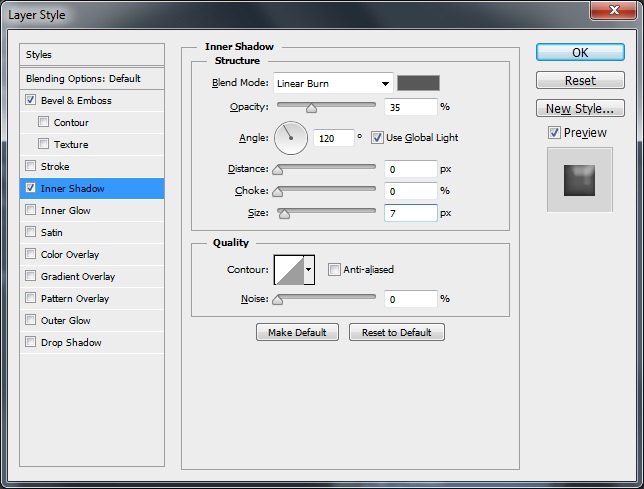 Layer Style
Styles
Blending Options: Default
Bevel & Emboss
Contour
Texture
Stroke
Inner Shadow
Inner Glow
Satin
Color Overlay
Gradient Overlay
Pattern Overlay
Outer Glow
Drop Shadow
Inner Shadow
Structure
Blend Mode: Linear Burn
Opacity: 35 %
Angle: 120 ° Use Global Light
Distance: 0 px
Choke: 0 %
Size: 7 px
Quality
Contour: Anti-aliased
Noise: 0 %
Make Default Reset to Default
OK
Reset
New Style...
Preview